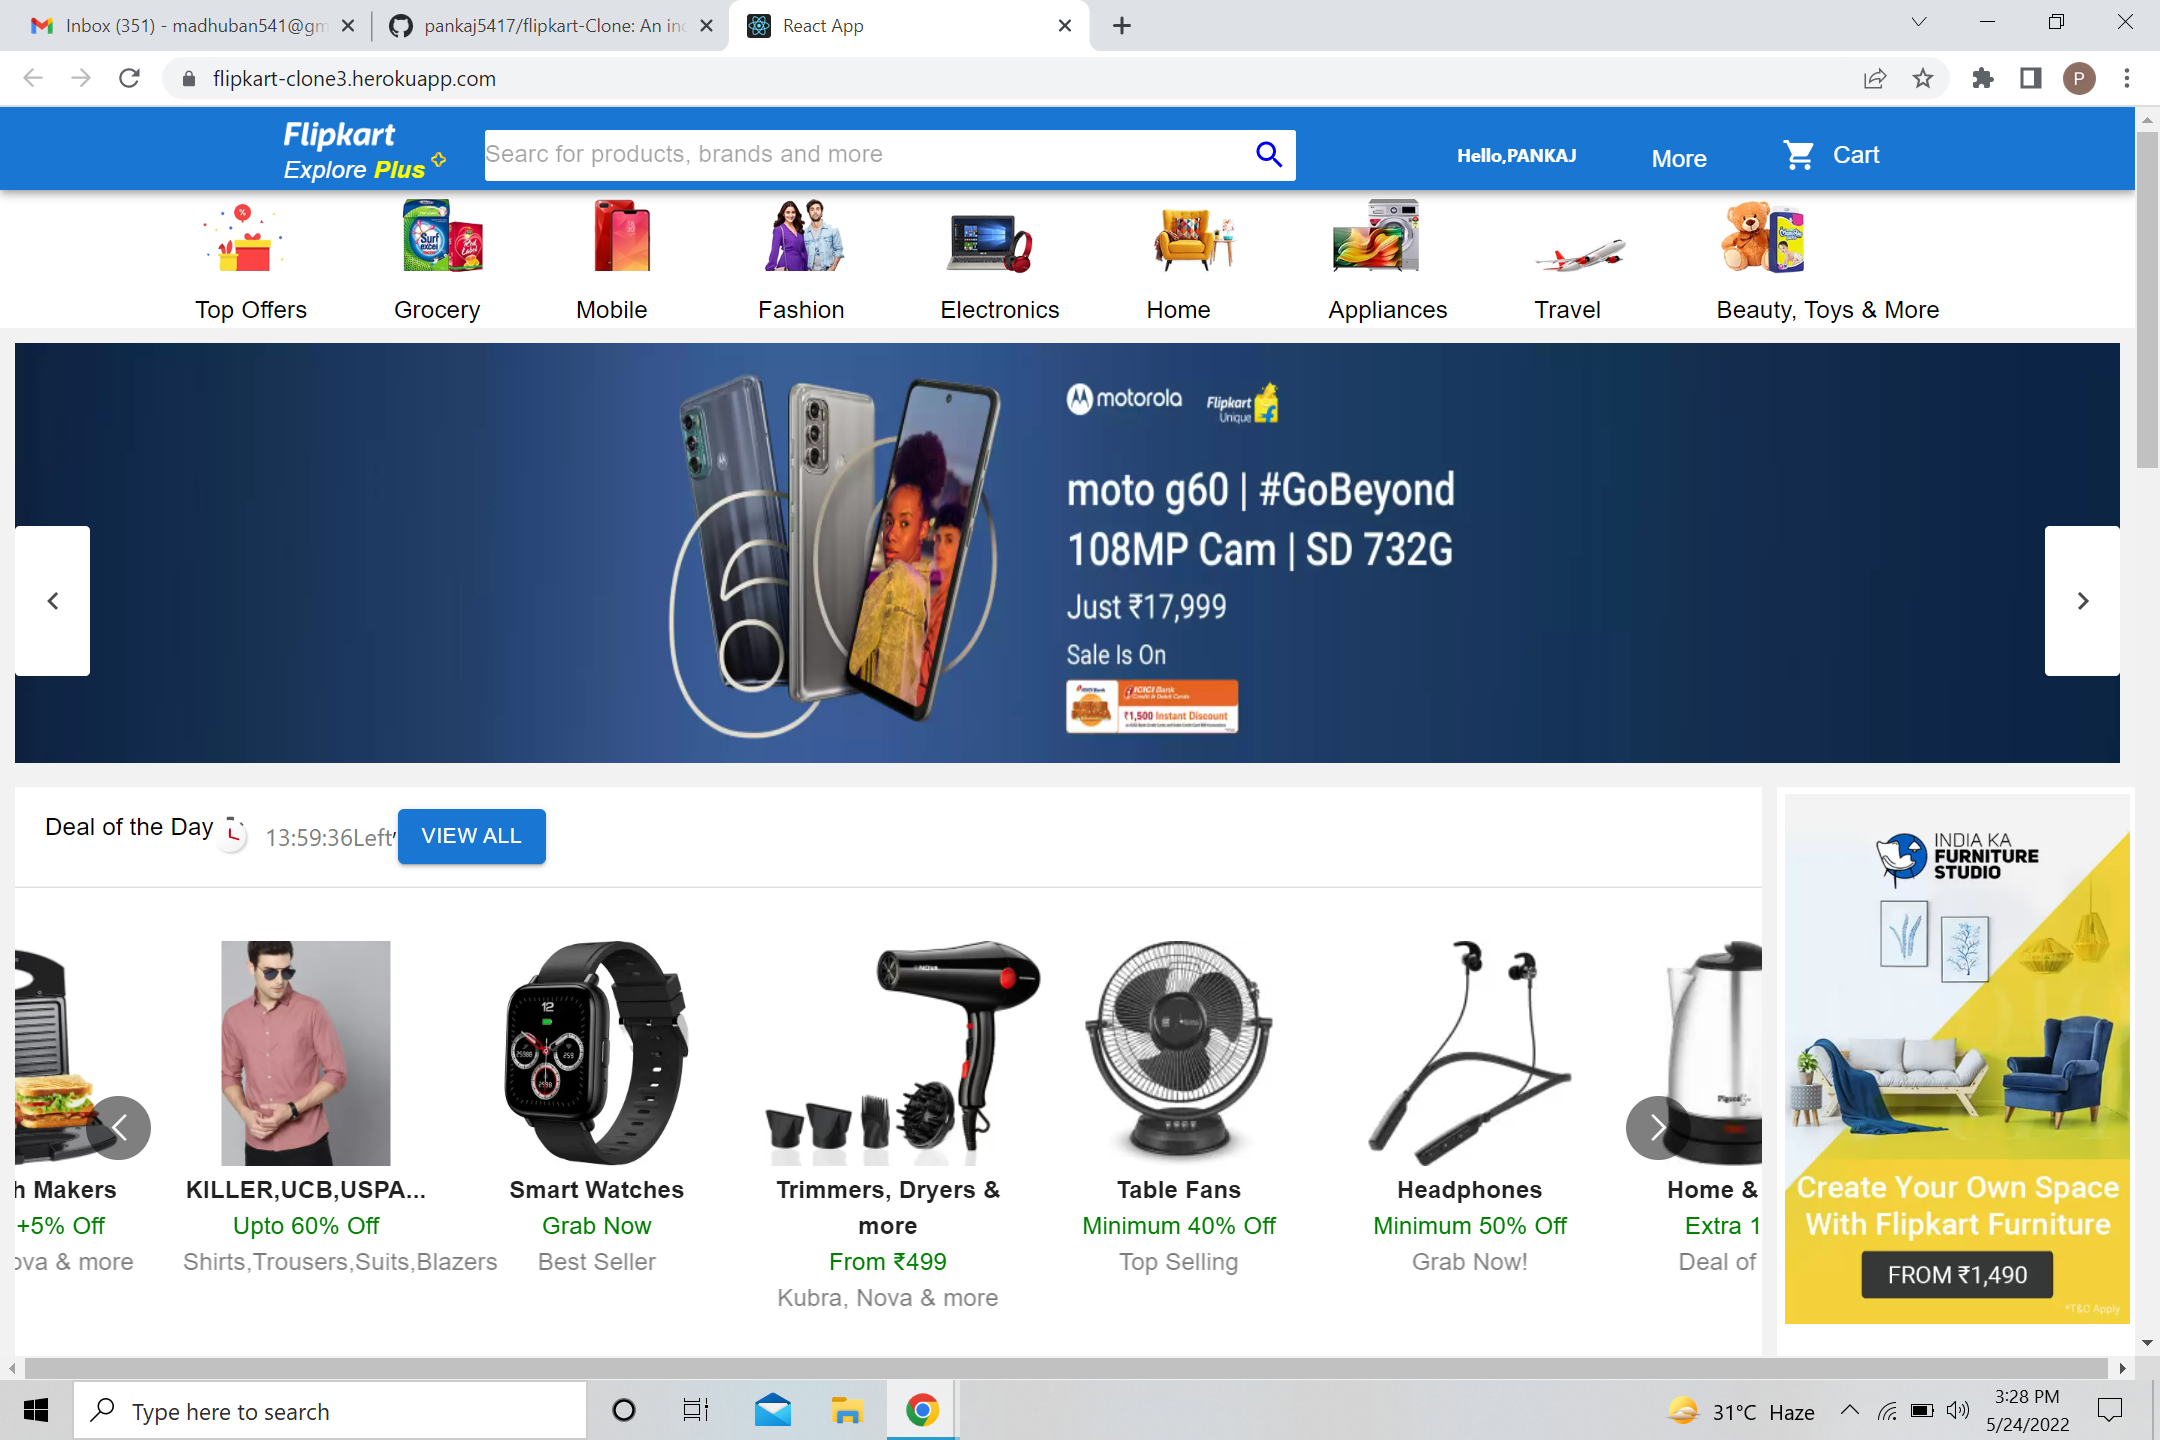 Inbox (351) - madhuban541@gm
pankaj5417/flipkart-Clone: An inc
React App
flipkart-clone3.herokuapp.com
P
Flipkart
Explore Plus
Searc for products, brands and more
Hello,PANKAJ
More
Cart
Top Offers
Grocery
Mobile
Fashion
Electronics
Home
Appliances
Travel
Beauty, Toys & More
motorola
Flipkart
Unique
moto g60 | #GoBeyond
108MP Cam | SD 732G
Just ₹17,999
Sale Is On
ICICI Bank
ICICI Bank
Credit & Debit Cards
₹1,500 Instant Discount
Deal of the Day
13:59:36Left
VIEW ALL
INDIA KA
FURNITURE
STUDIO
h Makers
+5% Off
ova & more
KILLER,UCB,USPA...
Upto 60% Off
Shirts,Trousers,Suits,Blazers
Smart Watches
Grab Now
Best Seller
Trimmers, Dryers &
more
From ₹499
Kubra, Nova & more
Table Fans
Minimum 40% Off
Top Selling
Headphones
Minimum 50% Off
Grab Now!
Home &
Extra 1
Deal of
Create Your Own Space
With Flipkart Furniture
FROM ₹1,490
*T&C Apply
Type here to search
31°C Haze
3:28 PM
5/24/2022